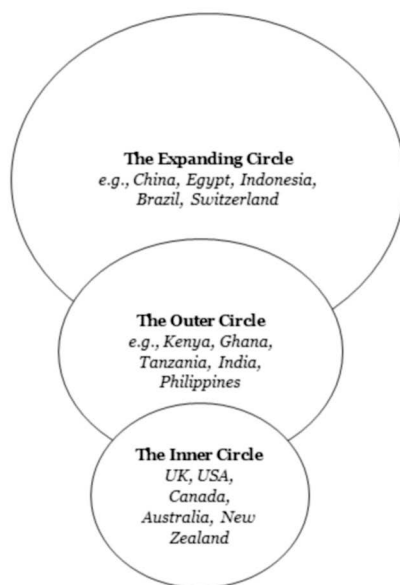 The Expanding Circle
e.g., China, Egypt, Indonesia,
Brazil, Switzerland
The Outer Circle
e.g., Kenya, Ghana,
Tanzania, India,
Philippines
The Inner Circle
UK, USA,
Canada,
Australia, New
Zealand